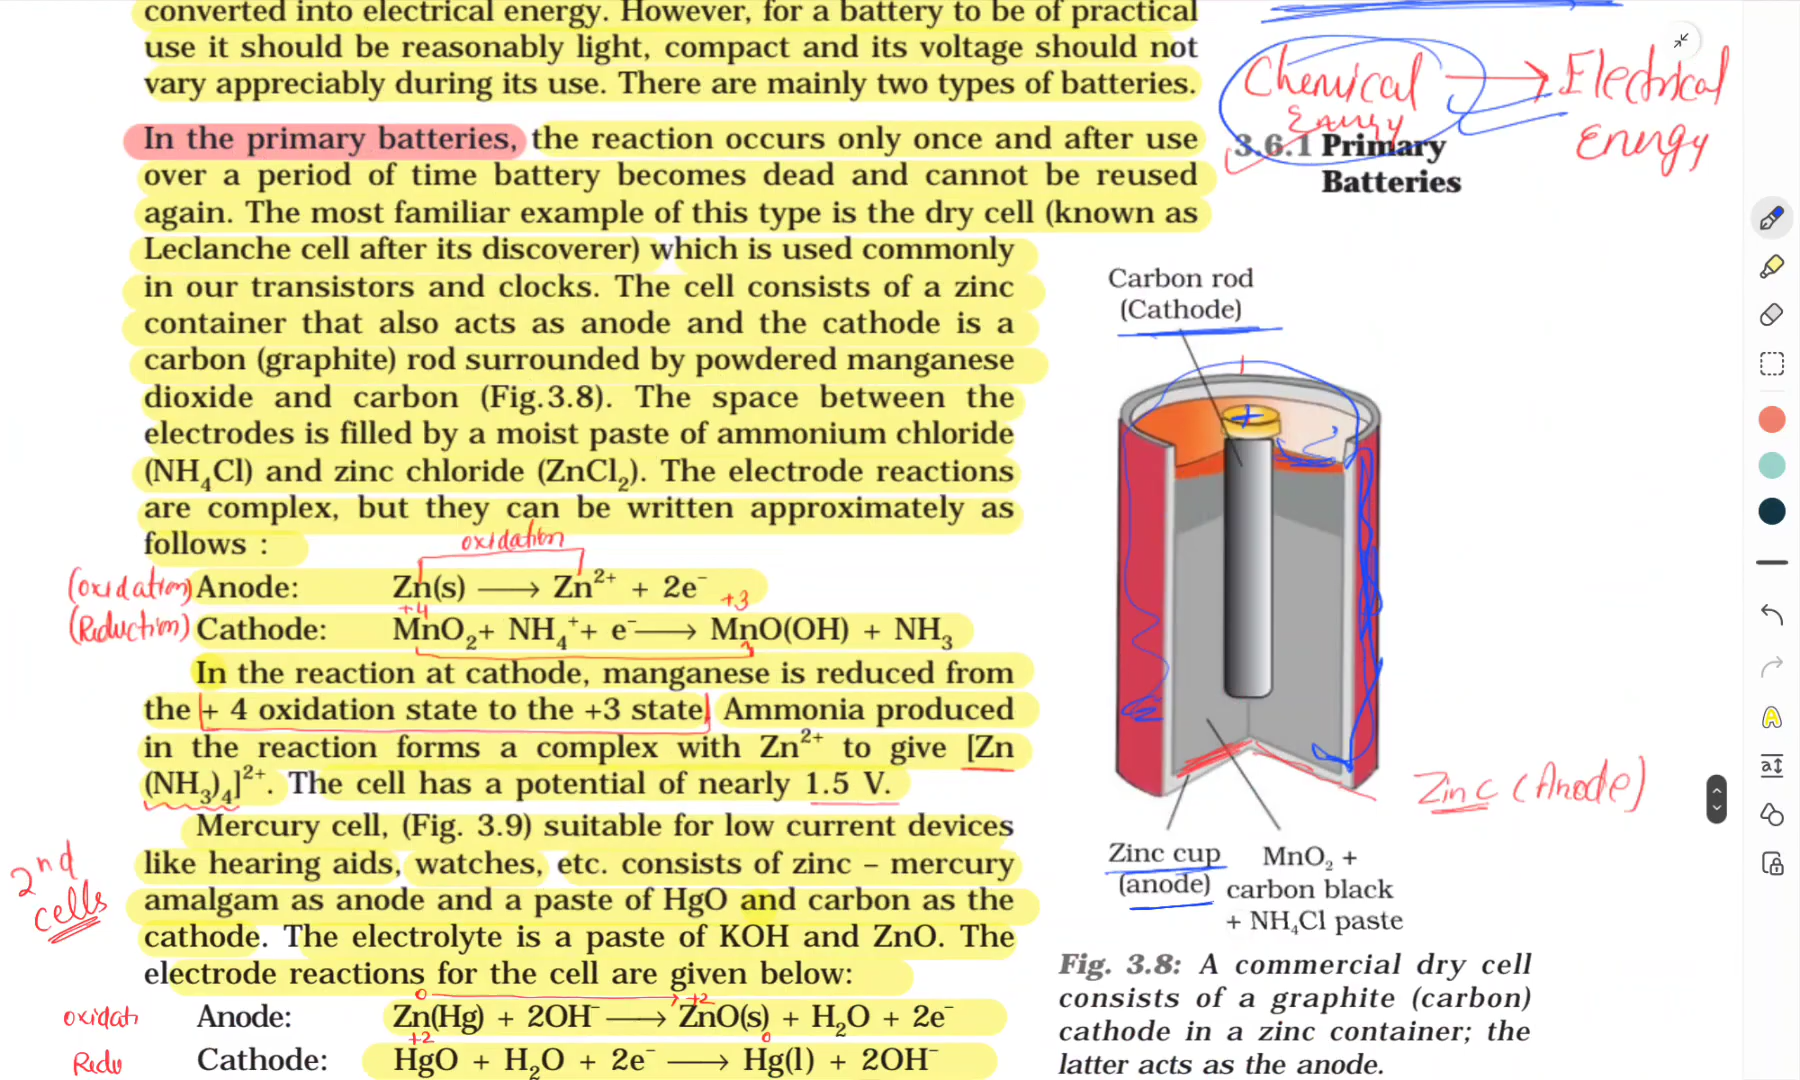 converted into electrical energy. However, for a battery to be of practical
use it should be reasonably light, compact and its voltage should not
vary appreciably during its use. There are mainly two types of batteries.
Chemical Energy → Electrical Energy
3.6.1 Primary
Batteries
In the primary batteries, the reaction occurs only once and after use
over a period of time battery becomes dead and cannot be reused
again. The most familiar example of this type is the dry cell (known as
Leclanche cell after its discoverer) which is used commonly
in our transistors and clocks. The cell consists of a zinc
container that also acts as anode and the cathode is a
carbon (graphite) rod surrounded by powdered manganese
dioxide and carbon (Fig.3.8). The space between the
electrodes is filled by a moist paste of ammonium chloride
(NH₄Cl) and zinc chloride (ZnCl₂). The electrode reactions
are complex, but they can be written approximately as
follows :
oxidation
(oxidation) Anode: Zn(s) ⟶ Zn²⁺ + 2e⁻
+4 +3
(Reduction) Cathode: MnO₂+ NH₄⁺+ e⁻⟶ MnO(OH) + NH₃
In the reaction at cathode, manganese is reduced from
the + 4 oxidation state to the +3 state. Ammonia produced
in the reaction forms a complex with Zn²⁺ to give [Zn
(NH₃)₄]²⁺. The cell has a potential of nearly 1.5 V.
2nd
cells
Mercury cell, (Fig. 3.9) suitable for low current devices
like hearing aids, watches, etc. consists of zinc – mercury
amalgam as anode and a paste of HgO and carbon as the
cathode. The electrolyte is a paste of KOH and ZnO. The
electrode reactions for the cell are given below:
0 +2
oxidati Anode: Zn(Hg) + 2OH⁻ ⟶ ZnO(s) + H₂O + 2e⁻
+2 0
Redu Cathode: HgO + H₂O + 2e⁻ ⟶ Hg(l) + 2OH⁻
Carbon rod
(Cathode)
+
Zinc (Anode)
Zinc cup
(anode)
MnO₂ +
carbon black
+ NH₄Cl paste
Fig. 3.8: A commercial dry cell
consists of a graphite (carbon)
cathode in a zinc container; the
latter acts as the anode.
A
a